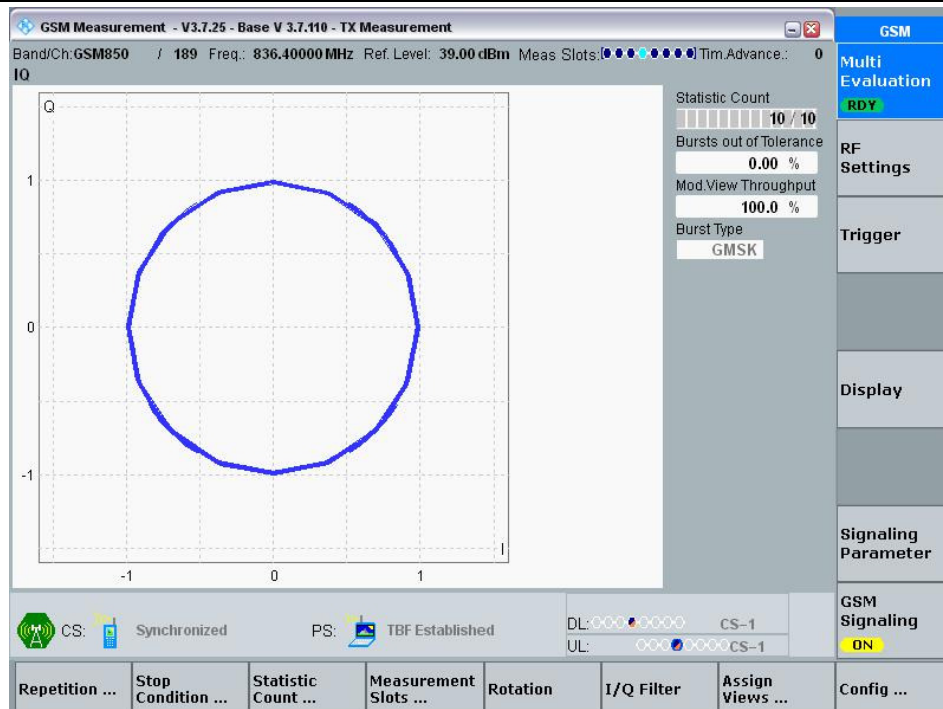 GSM Measurement - V3.7.25 - Base V 3.7.110 - TX Measurement
Band/Ch:GSM850 / 189 Freq.: 836.40000 MHz Ref. Level: 39.00 dBm Meas Slots: Tim.Advance.: 0
IQ
Q
1
0
-1
-1 0 1
I
Statistic Count
10 / 10
Bursts out of Tolerance
0.00 %
Mod.View Throughput
100.0 %
Burst Type
GMSK
GSM
Multi
Evaluation
RDY
RF
Settings
Trigger
Display
Signaling
Parameter
GSM
Signaling
ON
CS: Synchronized PS: TBF Established
DL: CS-1
UL: CS-1
Repetition ...
Stop
Condition ...
Statistic
Count ...
Measurement
Slots ...
Rotation
I/Q Filter
Assign
Views ...
Config ...